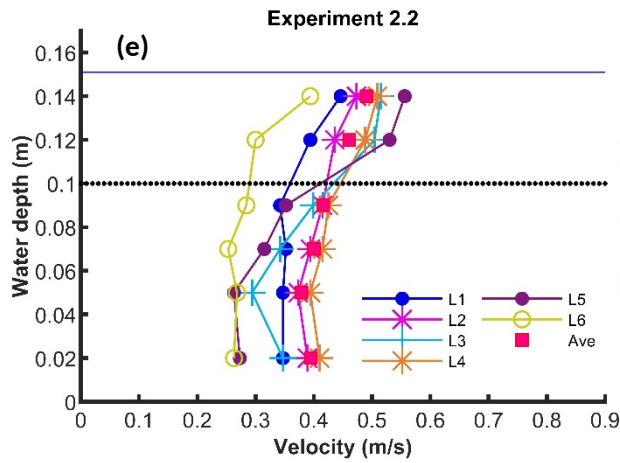 Experiment 2.2
(e)
Water depth (m)
0.16
0.14
0.12
0.1
0.08
0.06
0.04
0.02
0
0 0.1 0.2 0.3 0.4 0.5 0.6 0.7 0.8 0.9
Velocity (m/s)
L1 L5
L2 L6
L3 Ave
L4